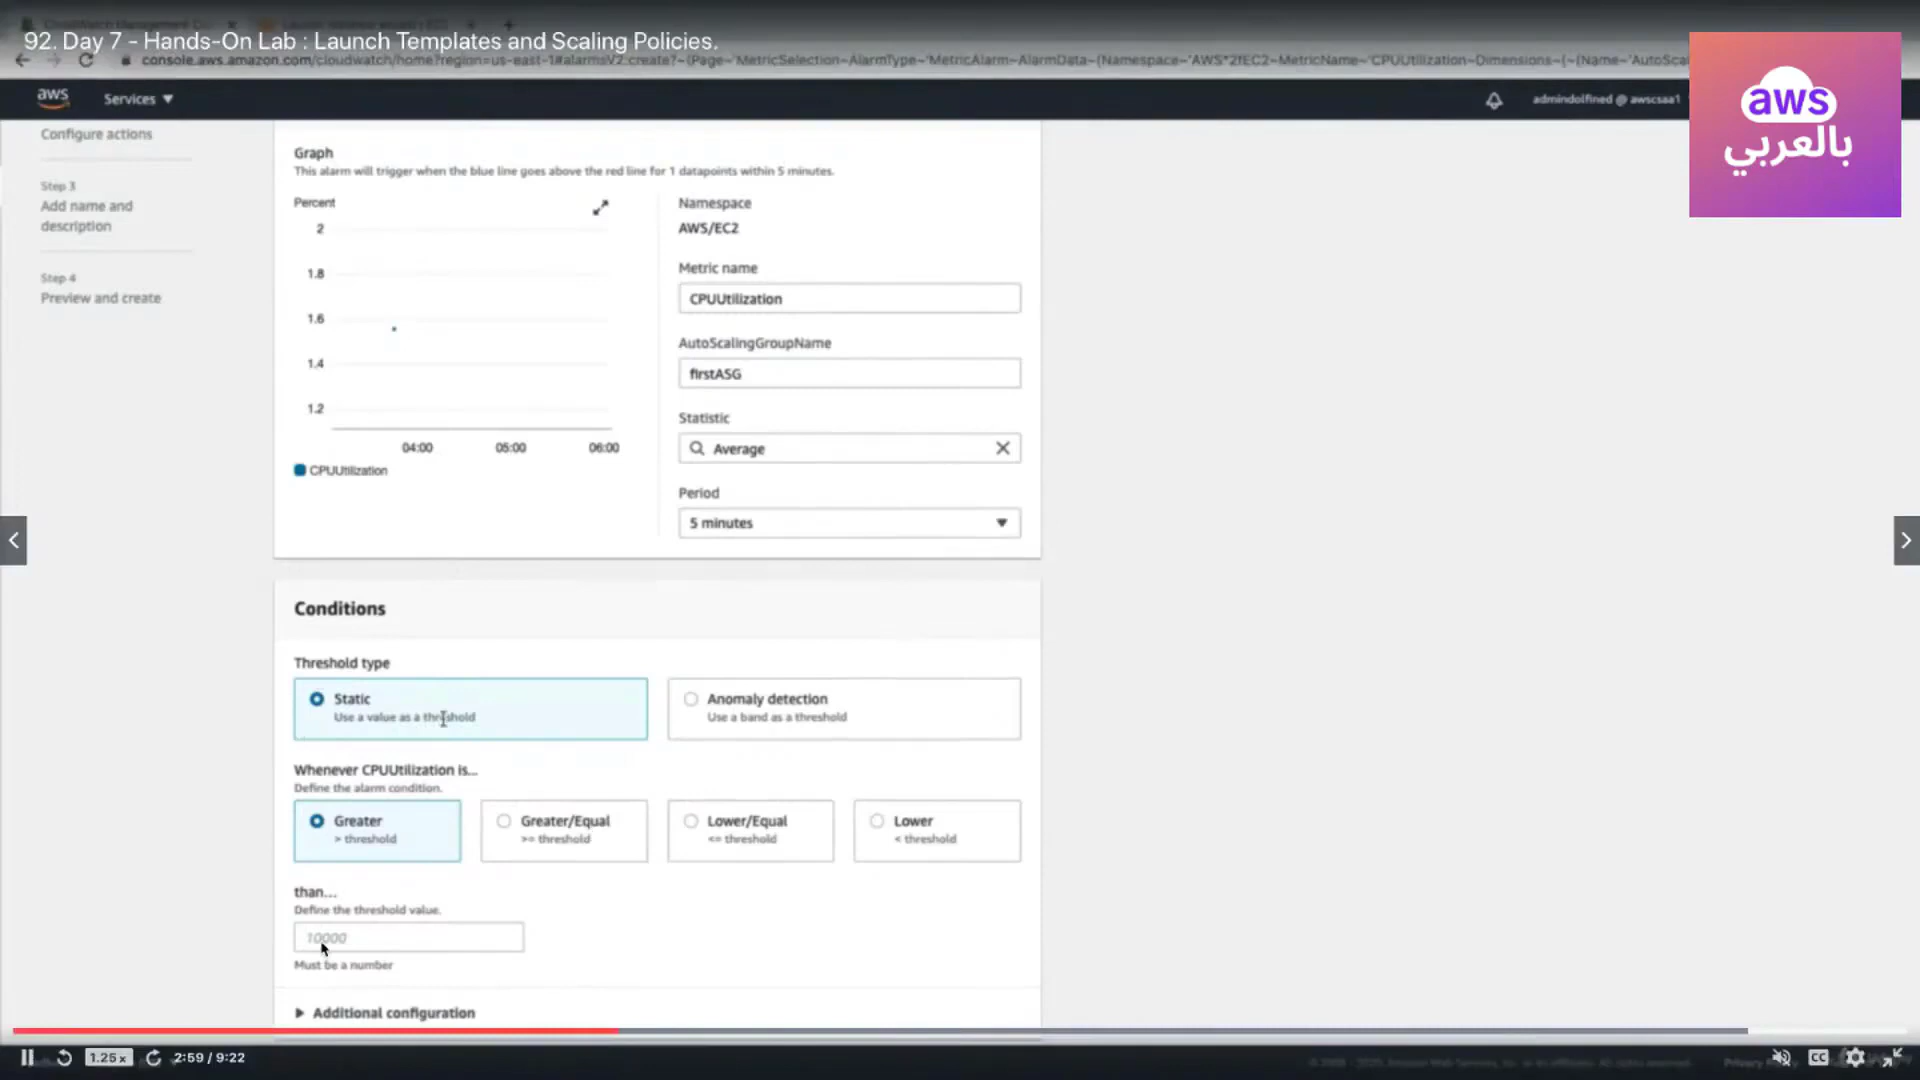 92. Day 7 - Hands-On Lab : Launch Templates and Scaling Policies.
console.aws.amazon.com/cloudwatch/home?region=us-east-1#alarmsV2:create?~(Page~'MetricSelection~AlarmType~'MetricAlarm~AlarmData~(Namespace~'AWS*2fEC2~MetricName~'CPUUtilization~Dimensions~(~(Name~'AutoScal
aws
Services
admindolfined @ awscsaa1
aws
بالعربي
Configure actions
Step 3
Add name and
description
Step 4
Preview and create
Graph
This alarm will trigger when the blue line goes above the red line for 1 datapoints within 5 minutes.
Percent
2
1.8
1.6
1.4
1.2
04:00 05:00 06:00
CPUUtilization
Namespace
AWS/EC2
Metric name
CPUUtilization
AutoScalingGroupName
firstASG
Statistic
Average
Period
5 minutes
Conditions
Threshold type
Static
Use a value as a threshold
Anomaly detection
Use a band as a threshold
Whenever CPUUtilization is...
Define the alarm condition.
Greater
> threshold
Greater/Equal
>= threshold
Lower/Equal
<= threshold
Lower
< threshold
than...
Define the threshold value.
10000
Must be a number
Additional configuration
1.25x
2:59 / 9:22
CC